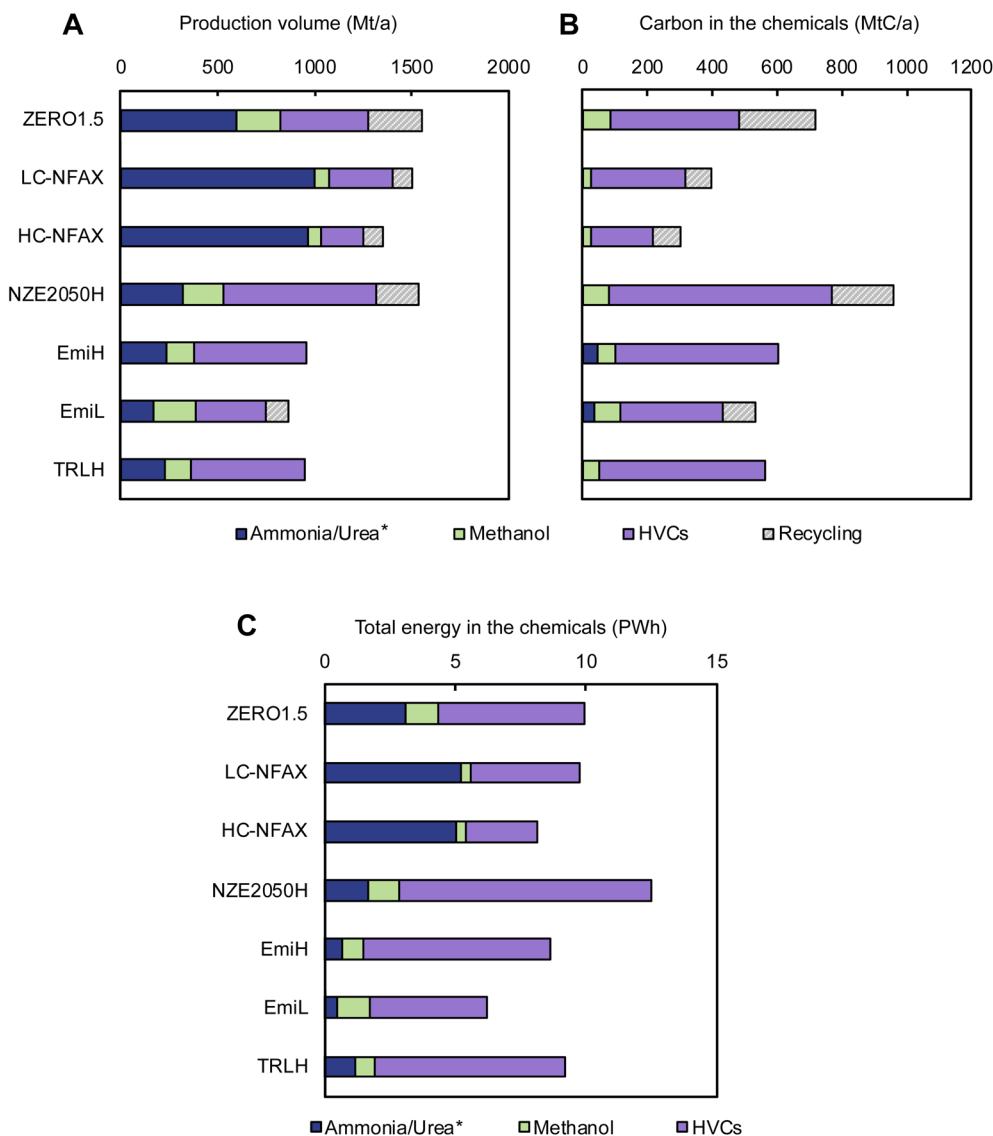 A Production volume (Mt/a)
0 500 1000 1500 2000
ZERO1.5
LC-NFAX
HC-NFAX
NZE2050H
EmiH
EmiL
TRLH
B Carbon in the chemicals (MtC/a)
0 200 400 600 800 1000 1200
Ammonia/Urea* Methanol HVCs Recycling
C Total energy in the chemicals (PWh)
0 5 10 15
ZERO1.5
LC-NFAX
HC-NFAX
NZE2050H
EmiH
EmiL
TRLH
Ammonia/Urea* Methanol HVCs